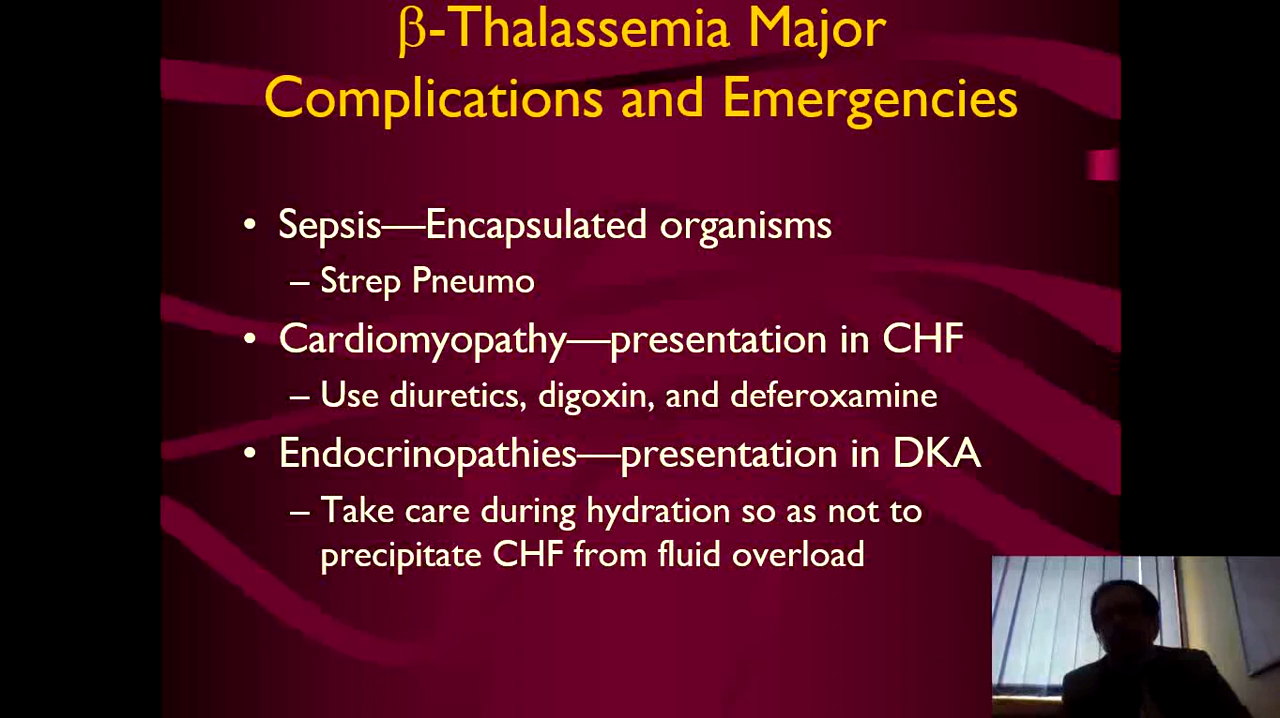 β-Thalassemia Major
Complications and Emergencies
• Sepsis—Encapsulated organisms
– Strep Pneumo
• Cardiomyopathy—presentation in CHF
– Use diuretics, digoxin, and deferoxamine
• Endocrinopathies—presentation in DKA
– Take care during hydration so as not to
precipitate CHF from fluid overload